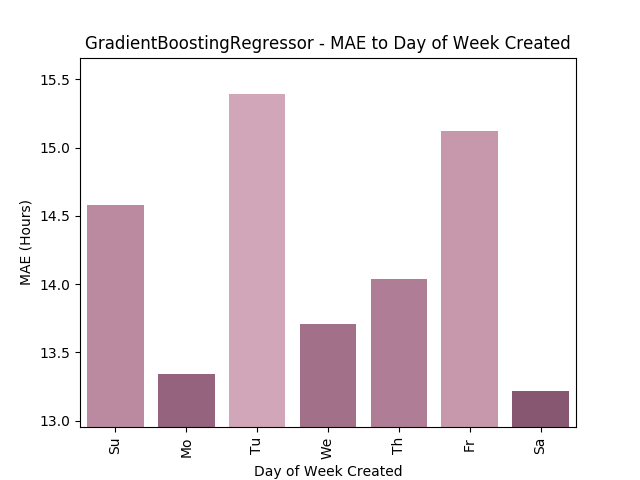 GradientBoostingRegressor - MAE to Day of Week Created
15.5
15.0
14.5
14.0
13.5
13.0
MAE (Hours)
Su Mo Tu We Th Fr Sa
Day of Week Created